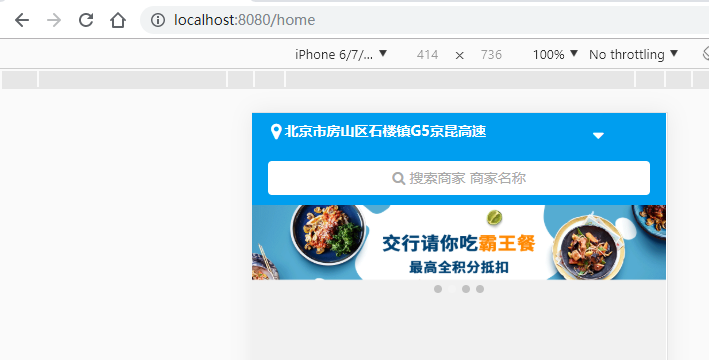 localhost:8080/home
iPhone 6/7/... 414 × 736 100% No throttling
北京市房山区石楼镇G5京昆高速
搜索商家 商家名称
交行请你吃霸王餐
最高全积分抵扣